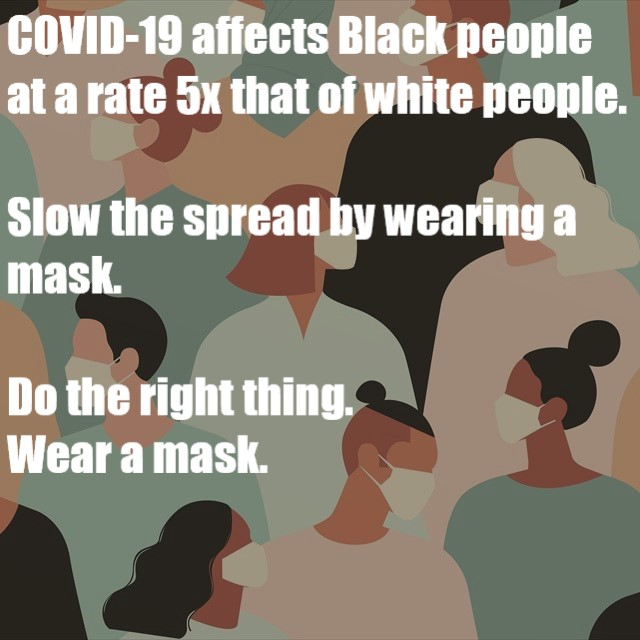 COVID-19 affects Black people
at a rate 5x that of white people.
Slow the spread by wearing a
mask.
Do the right thing.
Wear a mask.